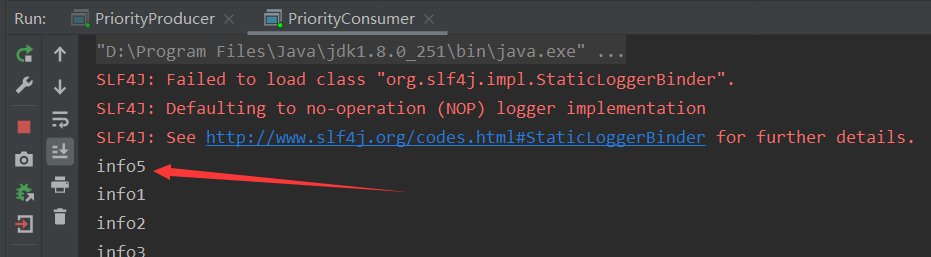 Run: PriorityProducer × PriorityConsumer ×
"D:\Program Files\Java\jdk1.8.0_251\bin\java.exe" ...
SLF4J: Failed to load class "org.slf4j.impl.StaticLoggerBinder".
SLF4J: Defaulting to no-operation (NOP) logger implementation
SLF4J: See http://www.slf4j.org/codes.html#StaticLoggerBinder for further details.
info5
info1
info2
info3